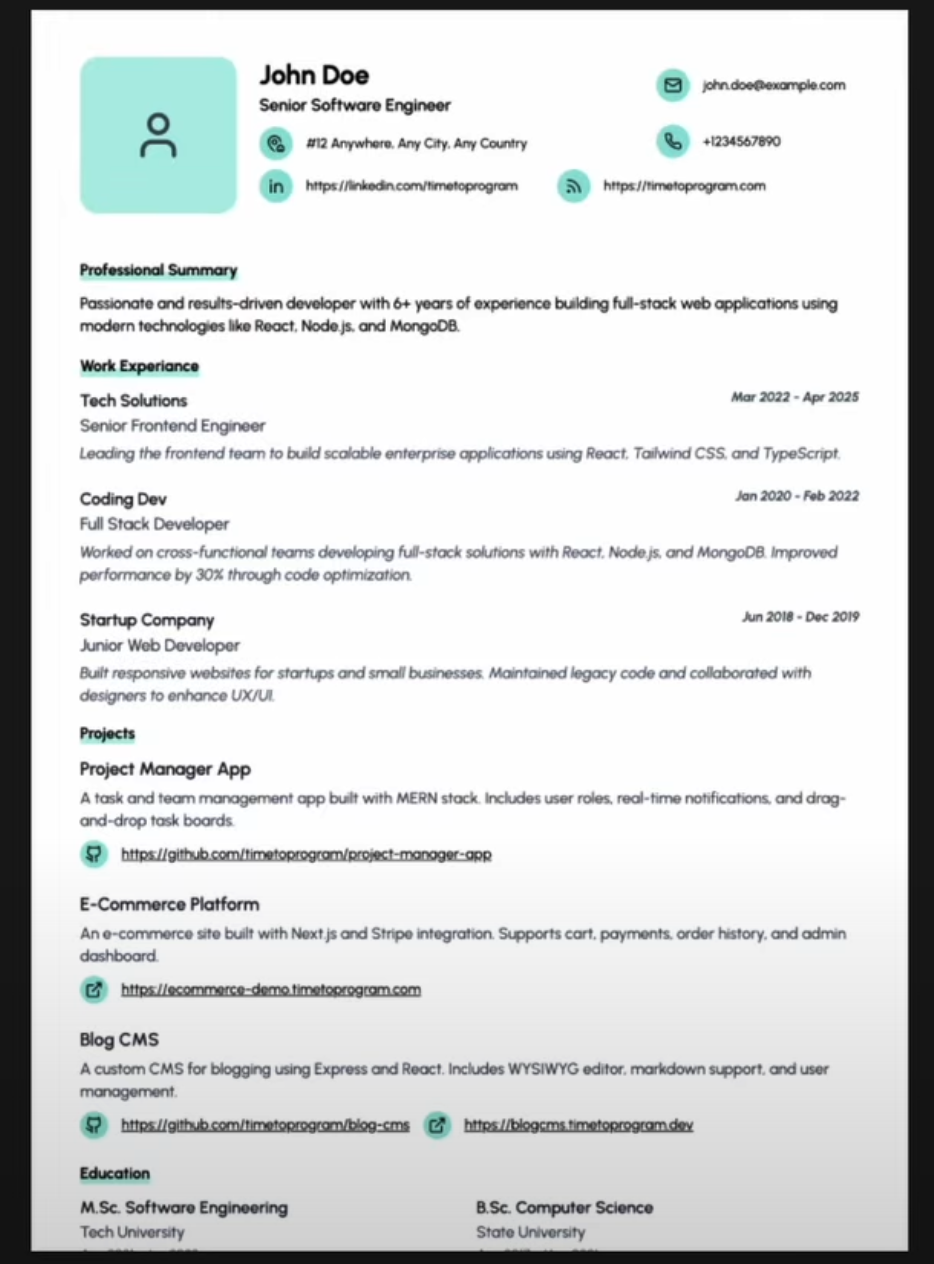 John Doe
Senior Software Engineer
#12 Anywhere, Any City, Any Country
john.doe@example.com
+1234567890
in https://linkedin.com/timetoprogram
https://timetoprogram.com
Professional Summary
Passionate and results-driven developer with 6+ years of experience building full-stack web applications using
modern technologies like React, Node.js, and MongoDB.
Work Experiance
Tech Solutions
Mar 2022 - Apr 2025
Senior Frontend Engineer
Leading the frontend team to build scalable enterprise applications using React, Tailwind CSS, and TypeScript.
Coding Dev
Jan 2020 - Feb 2022
Full Stack Developer
Worked on cross-functional teams developing full-stack solutions with React, Node.js, and MongoDB. Improved
performance by 30% through code optimization.
Startup Company
Jun 2018 - Dec 2019
Junior Web Developer
Built responsive websites for startups and small businesses. Maintained legacy code and collaborated with
designers to enhance UX/UI.
Projects
Project Manager App
A task and team management app built with MERN stack. Includes user roles, real-time notifications, and drag-
and-drop task boards.
https://github.com/timetoprogram/project-manager-app
E-Commerce Platform
An e-commerce site built with Next.js and Stripe integration. Supports cart, payments, order history, and admin
dashboard.
https://ecommerce-demo.timetoprogram.com
Blog CMS
A custom CMS for blogging using Express and React. Includes WYSIWYG editor, markdown support, and user
management.
https://github.com/timetoprogram/blog-cms
https://blogcms.timetoprogram.dev
Education
M.Sc. Software Engineering
Tech University
B.Sc. Computer Science
State University